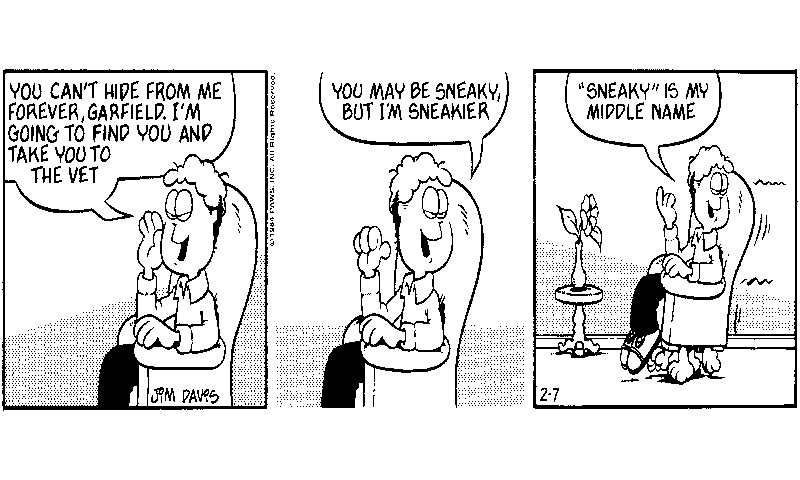 YOU CAN'T HIDE FROM ME
FOREVER, GARFIELD. I'M
GOING TO FIND YOU AND
TAKE YOU TO
THE VET
JIM DAVIS
YOU MAY BE SNEAKY,
BUT I'M SNEAKIER
"SNEAKY" IS MY
MIDDLE NAME
2-7